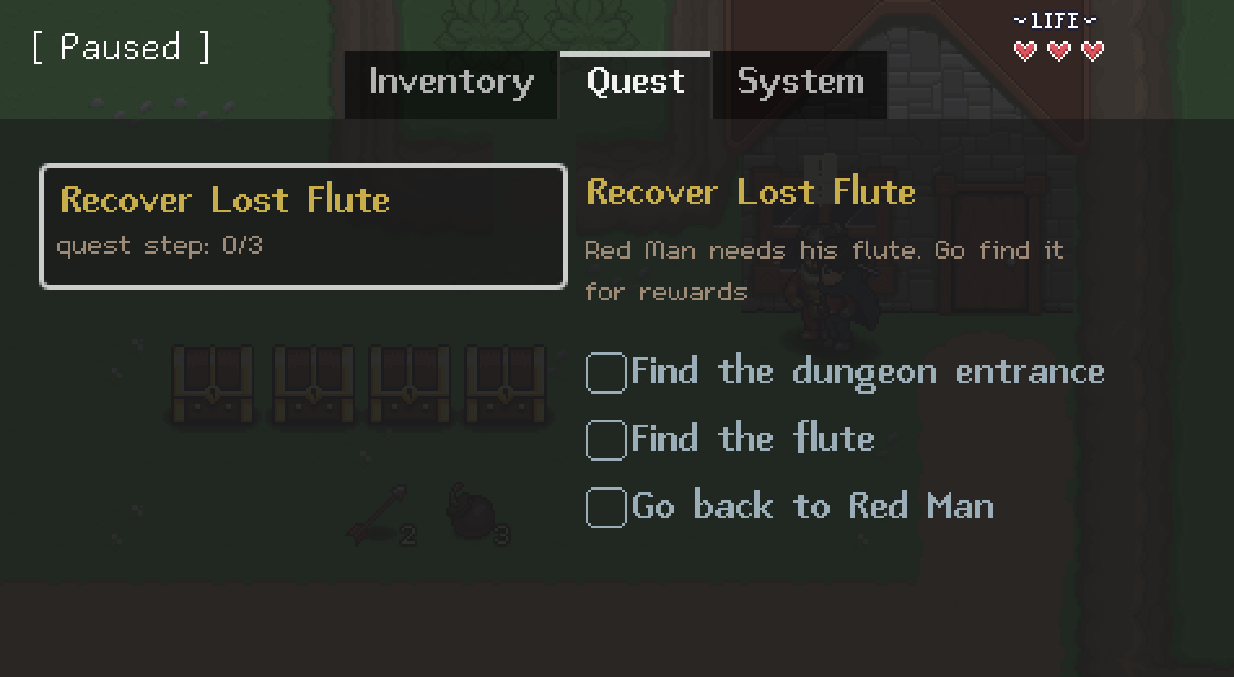 [ Paused ]
~LIFE~
Inventory
Quest
System
Recover Lost Flute
quest step: 0/3
Recover Lost Flute
Red Man needs his flute. Go find it
for rewards
Find the dungeon entrance
Find the flute
Go back to Red Man
2
3